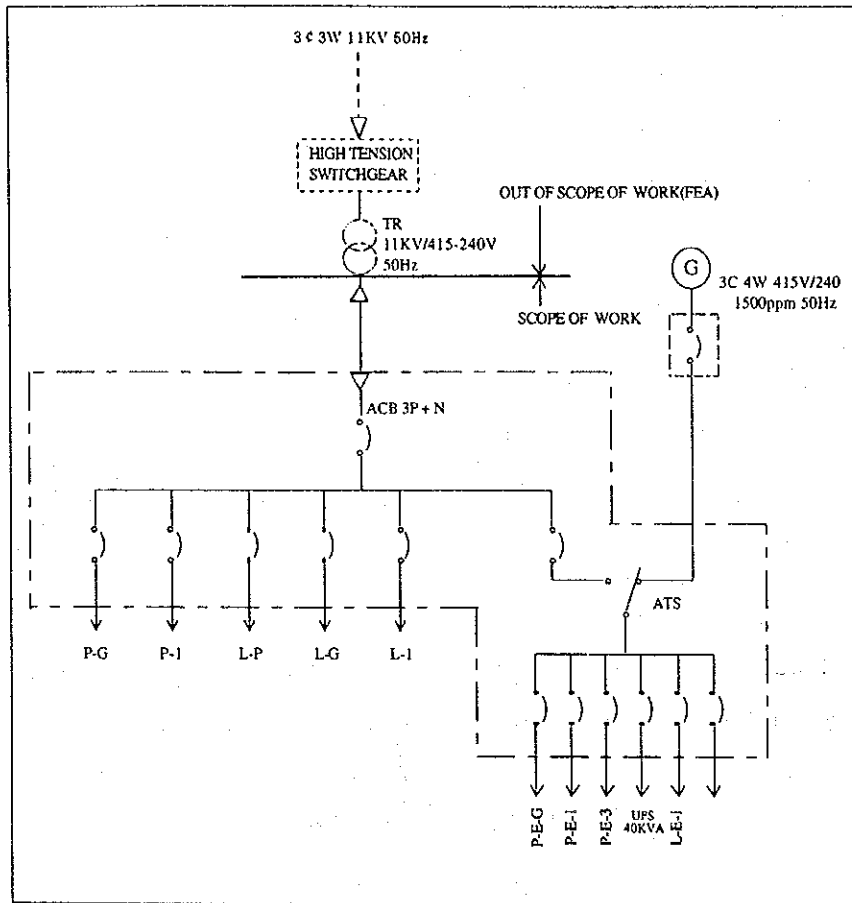 3 ¢ 3W 11KV 50Hz
HIGH TENSION
SWITCHGEAR
TR
11KV/415-240V
50Hz
OUT OF SCOPE OF WORK(FEA)
SCOPE OF WORK
G
3C 4W 415V/240
1500ppm 50Hz
ACB 3P + N
ATS
P-G
P-1
L-P
L-G
L-1
P-E-G
P-E-1
P-E-3
UPS
40KVA
L-E-1